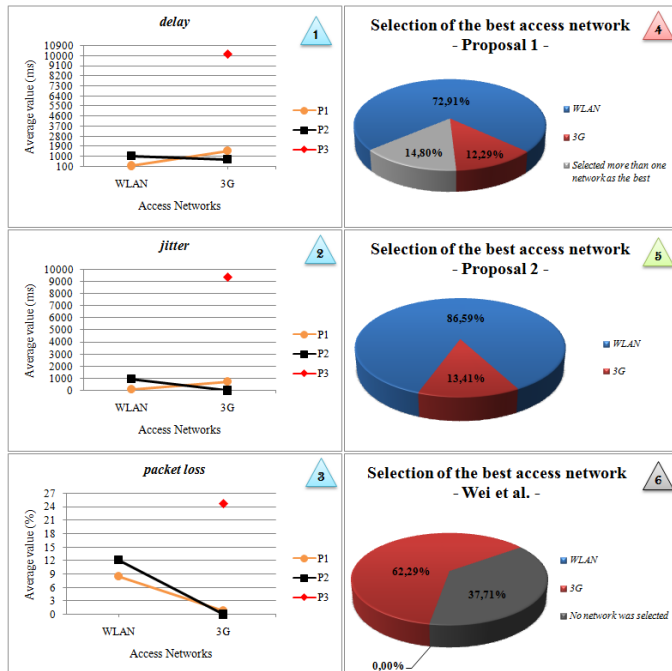 delay
1
Average value (ms)
10900
10000
9100
8200
7300
6400
5500
4600
3700
2800
1900
1000
100
WLAN
3G
Access Networks
P1
P2
P3
Selection of the best access network
- Proposal 1 -
4
72,91%
14,80%
12,29%
WLAN
3G
Selected more than one
network as the best
jitter
2
Average value (ms)
10000
9000
8000
7000
6000
5000
4000
3000
2000
1000
0
WLAN
3G
Access Networks
P1
P2
P3
Selection of the best access network
- Proposal 2 -
5
86,59%
13,41%
WLAN
3G
packet loss
3
Average value (%)
27
24
21
18
15
12
9
6
3
0
WLAN
3G
Access Networks
P1
P2
P3
Selection of the best access network
- Wei et al. -
6
62,29%
37,71%
0,00%
WLAN
3G
No network was selected